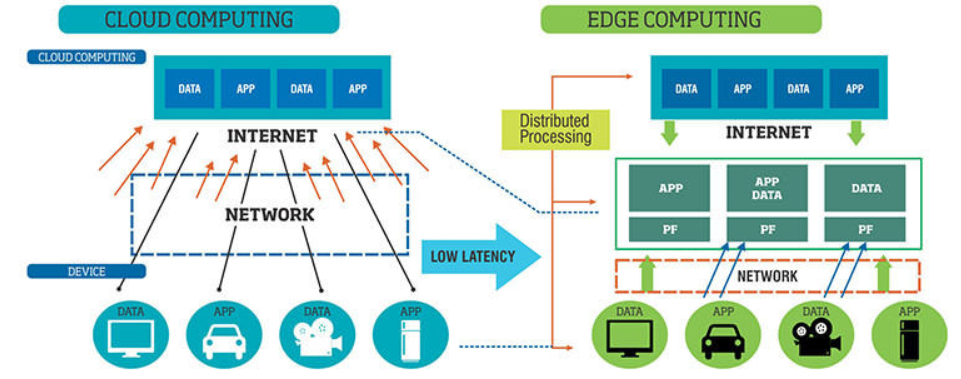 CLOUD COMPUTING
EDGE COMPUTING
CLOUD COMPUTING
DATA
APP
DATA
APP
DATA
APP
DATA
APP
Distributed
Processing
INTERNET
INTERNET
APP
APP
DATA
DATA
PF
PF
PF
NETWORK
LOW LATENCY
DEVICE
NETWORK
DATA
APP
DATA
APP
DATA
APP
DATA
APP